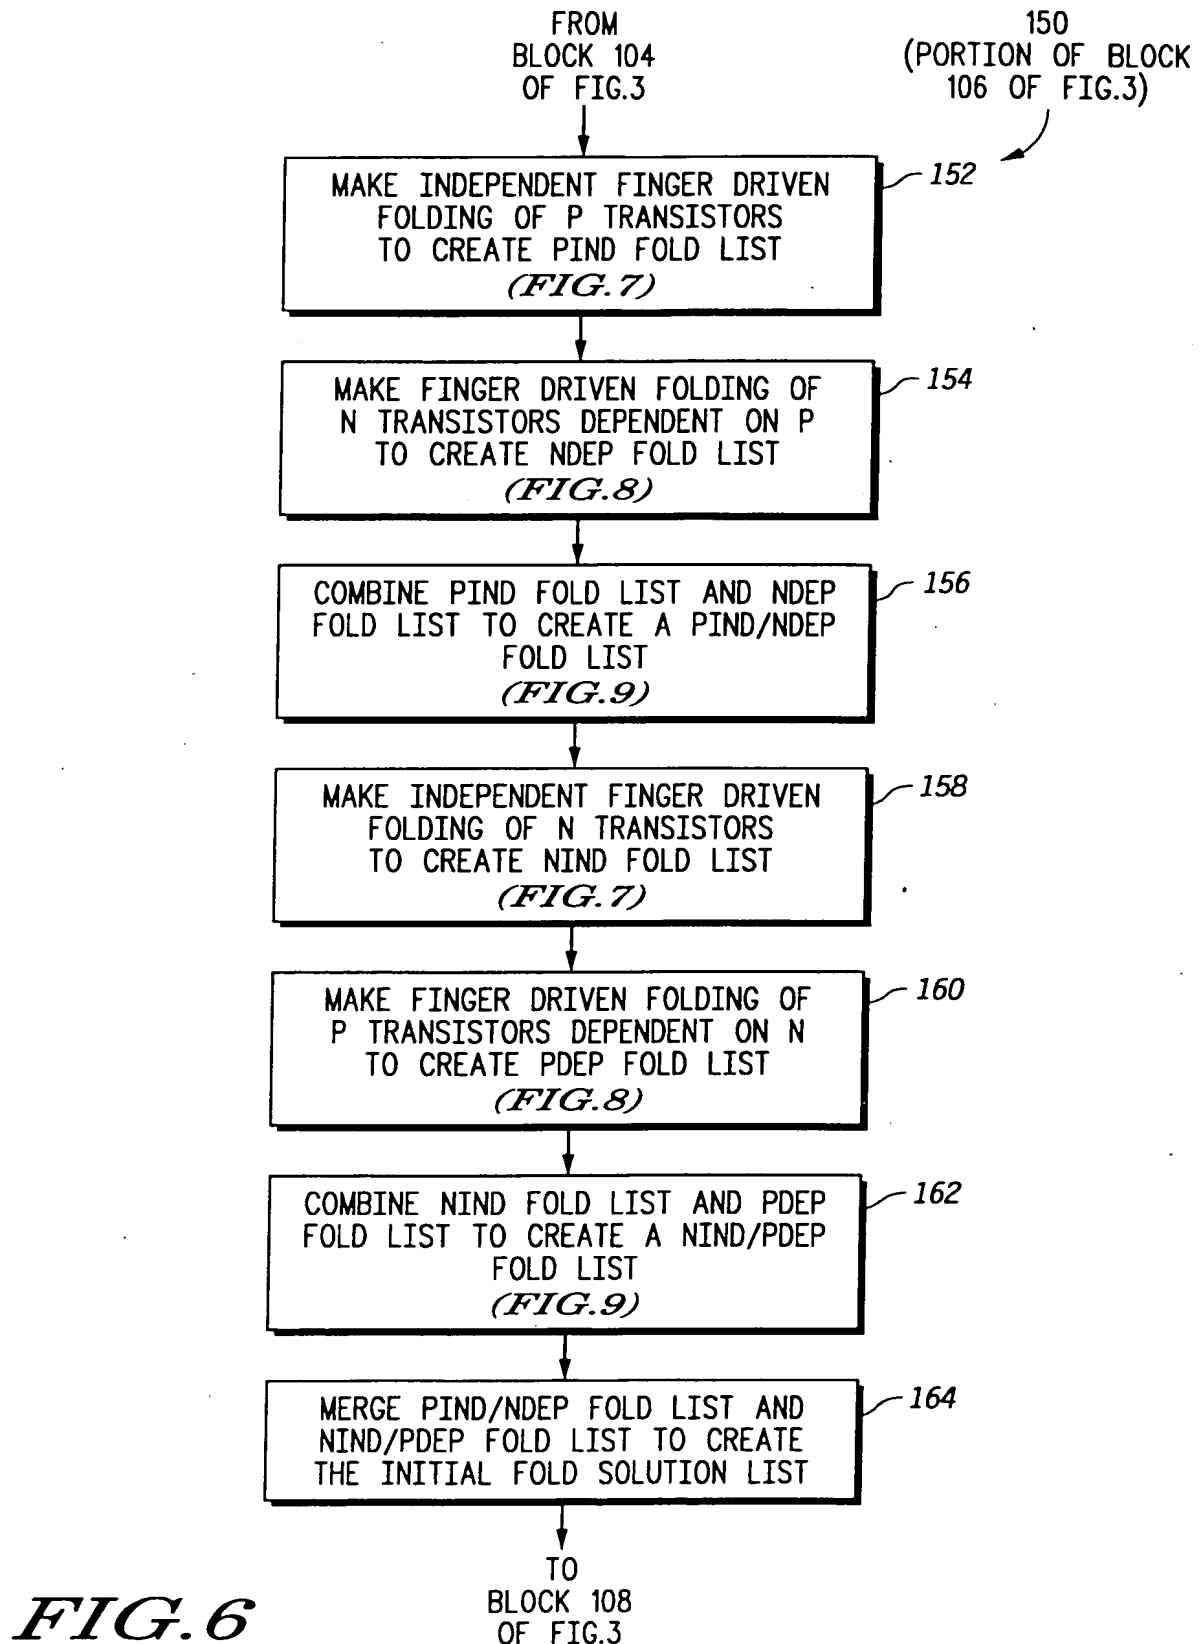 FROM
BLOCK 104
OF FIG.3
150
(PORTION OF BLOCK
106 OF FIG.3)
MAKE INDEPENDENT FINGER DRIVEN
FOLDING OF P TRANSISTORS
TO CREATE PIND FOLD LIST
(FIG.7)
152
MAKE FINGER DRIVEN FOLDING OF
N TRANSISTORS DEPENDENT ON P
TO CREATE NDEP FOLD LIST
(FIG.8)
154
COMBINE PIND FOLD LIST AND NDEP
FOLD LIST TO CREATE A PIND/NDEP
FOLD LIST
(FIG.9)
156
MAKE INDEPENDENT FINGER DRIVEN
FOLDING OF N TRANSISTORS
TO CREATE NIND FOLD LIST
(FIG.7)
158
MAKE FINGER DRIVEN FOLDING OF
P TRANSISTORS DEPENDENT ON N
TO CREATE PDEP FOLD LIST
(FIG.8)
160
COMBINE NIND FOLD LIST AND PDEP
FOLD LIST TO CREATE A NIND/PDEP
FOLD LIST
(FIG.9)
162
MERGE PIND/NDEP FOLD LIST AND
NIND/PDEP FOLD LIST TO CREATE
THE INITIAL FOLD SOLUTION LIST
164
TO
BLOCK 108
OF FIG.3
FIG.6